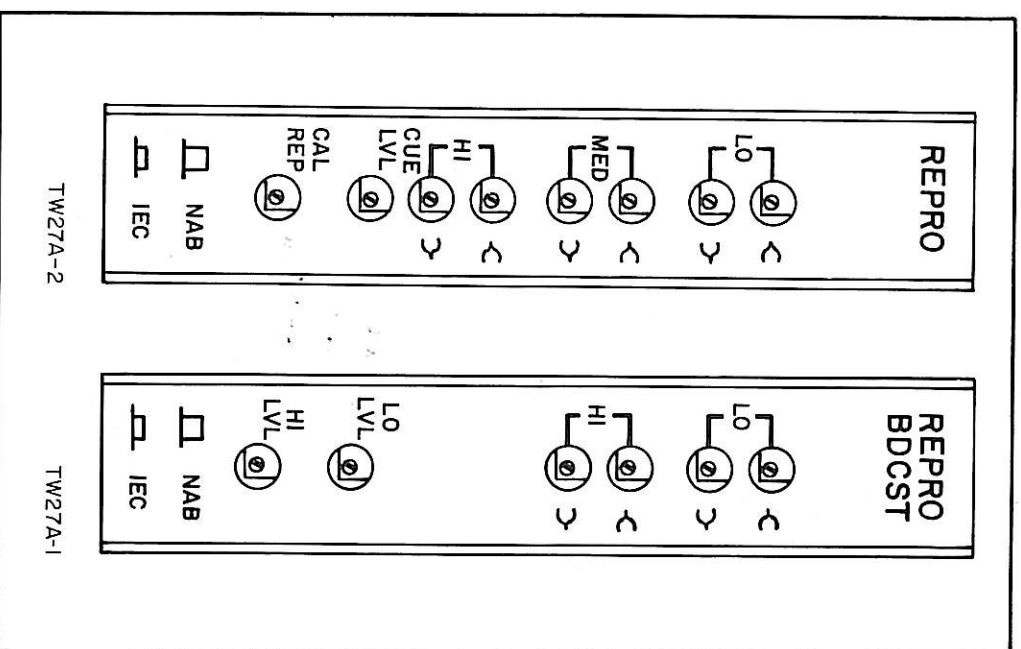 REPRO
LO
MED
HI
CUE
LVL
CAL
REP
NAB
IEC
TW27A-2
REPRO
BDCST
LO
HI
LO
LVL
HI
LVL
NAB
IEC
TW27A-1